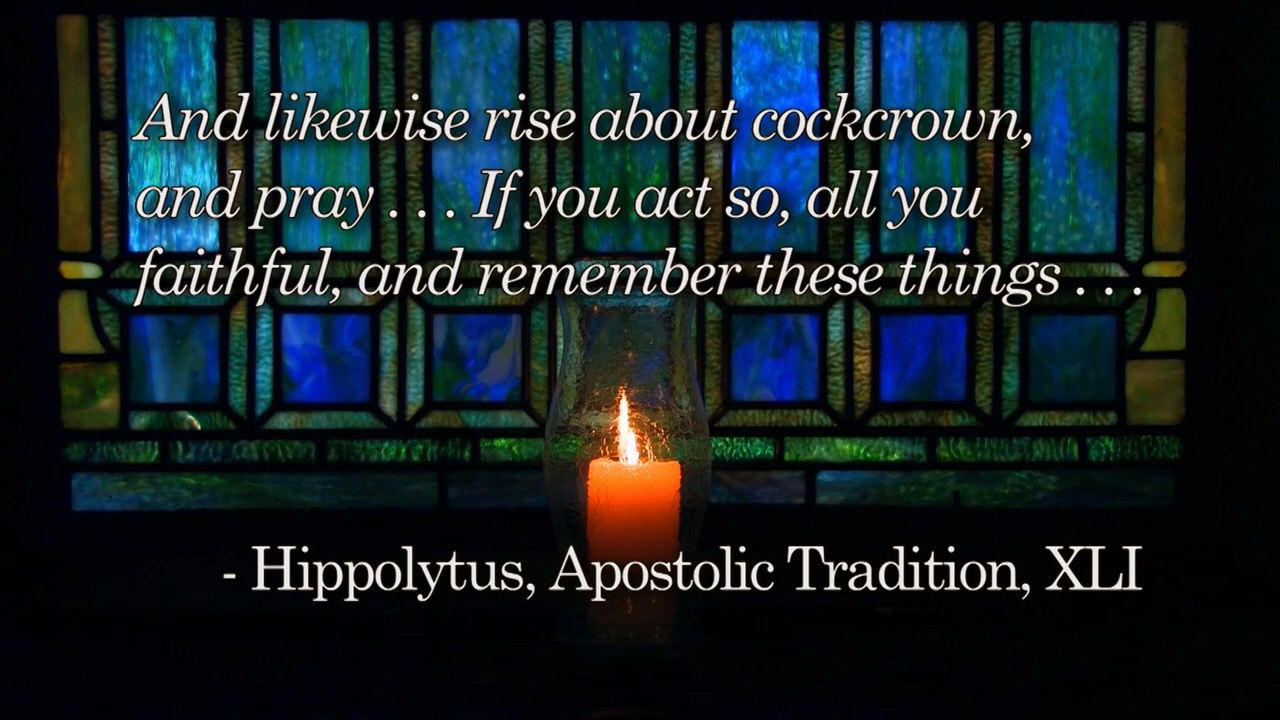 And likewise rise about cockcrown,
and pray . . . If you act so, all you
faithful, and remember these things . . .
- Hippolytus, Apostolic Tradition, XLI